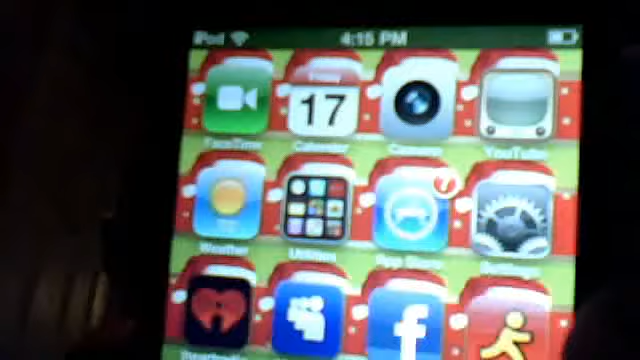 iPod 4:15 PM
Friday
17
FaceTime Calendar Camera YouTube
Weather Utilities App Store Settings
f